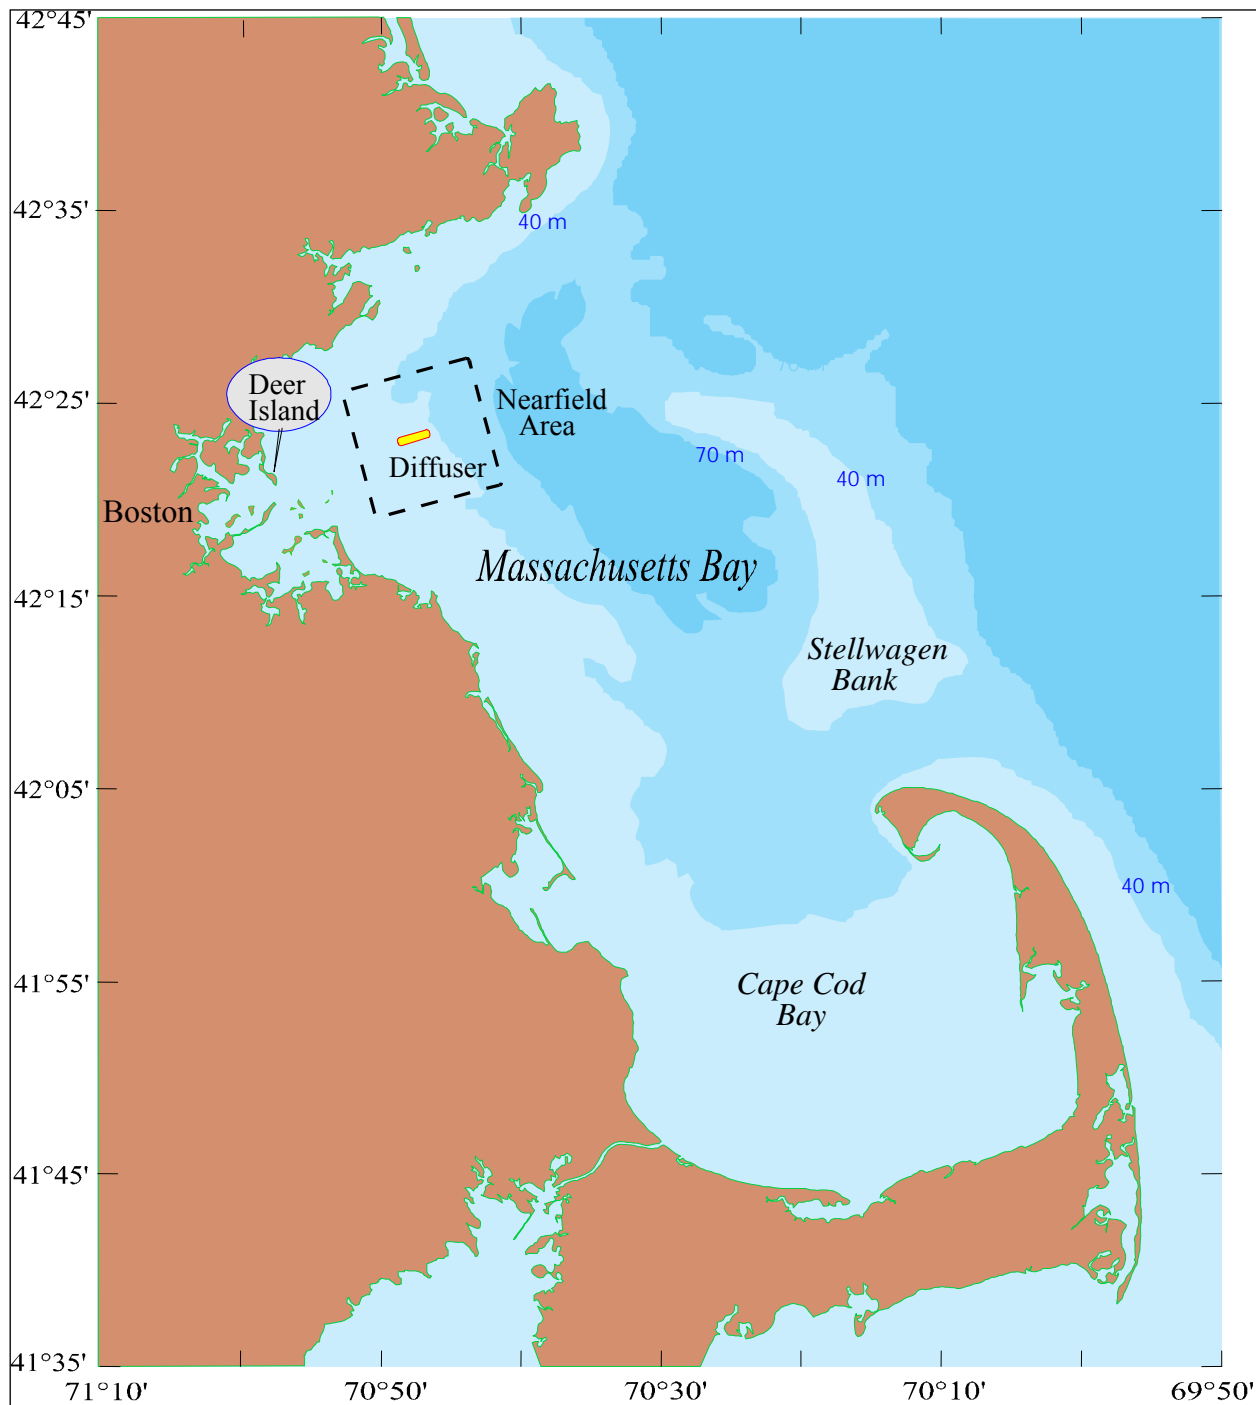 42°45'
42°35'
40 m
42°25'
Deer
Island
Nearfield
Area
Diffuser
70 m
40 m
Boston
Massachusetts Bay
42°15'
Stellwagen
Bank
42°05'
40 m
41°55'
Cape Cod
Bay
41°45'
41°35'
71°10'
70°50'
70°30'
70°10'
69°50'